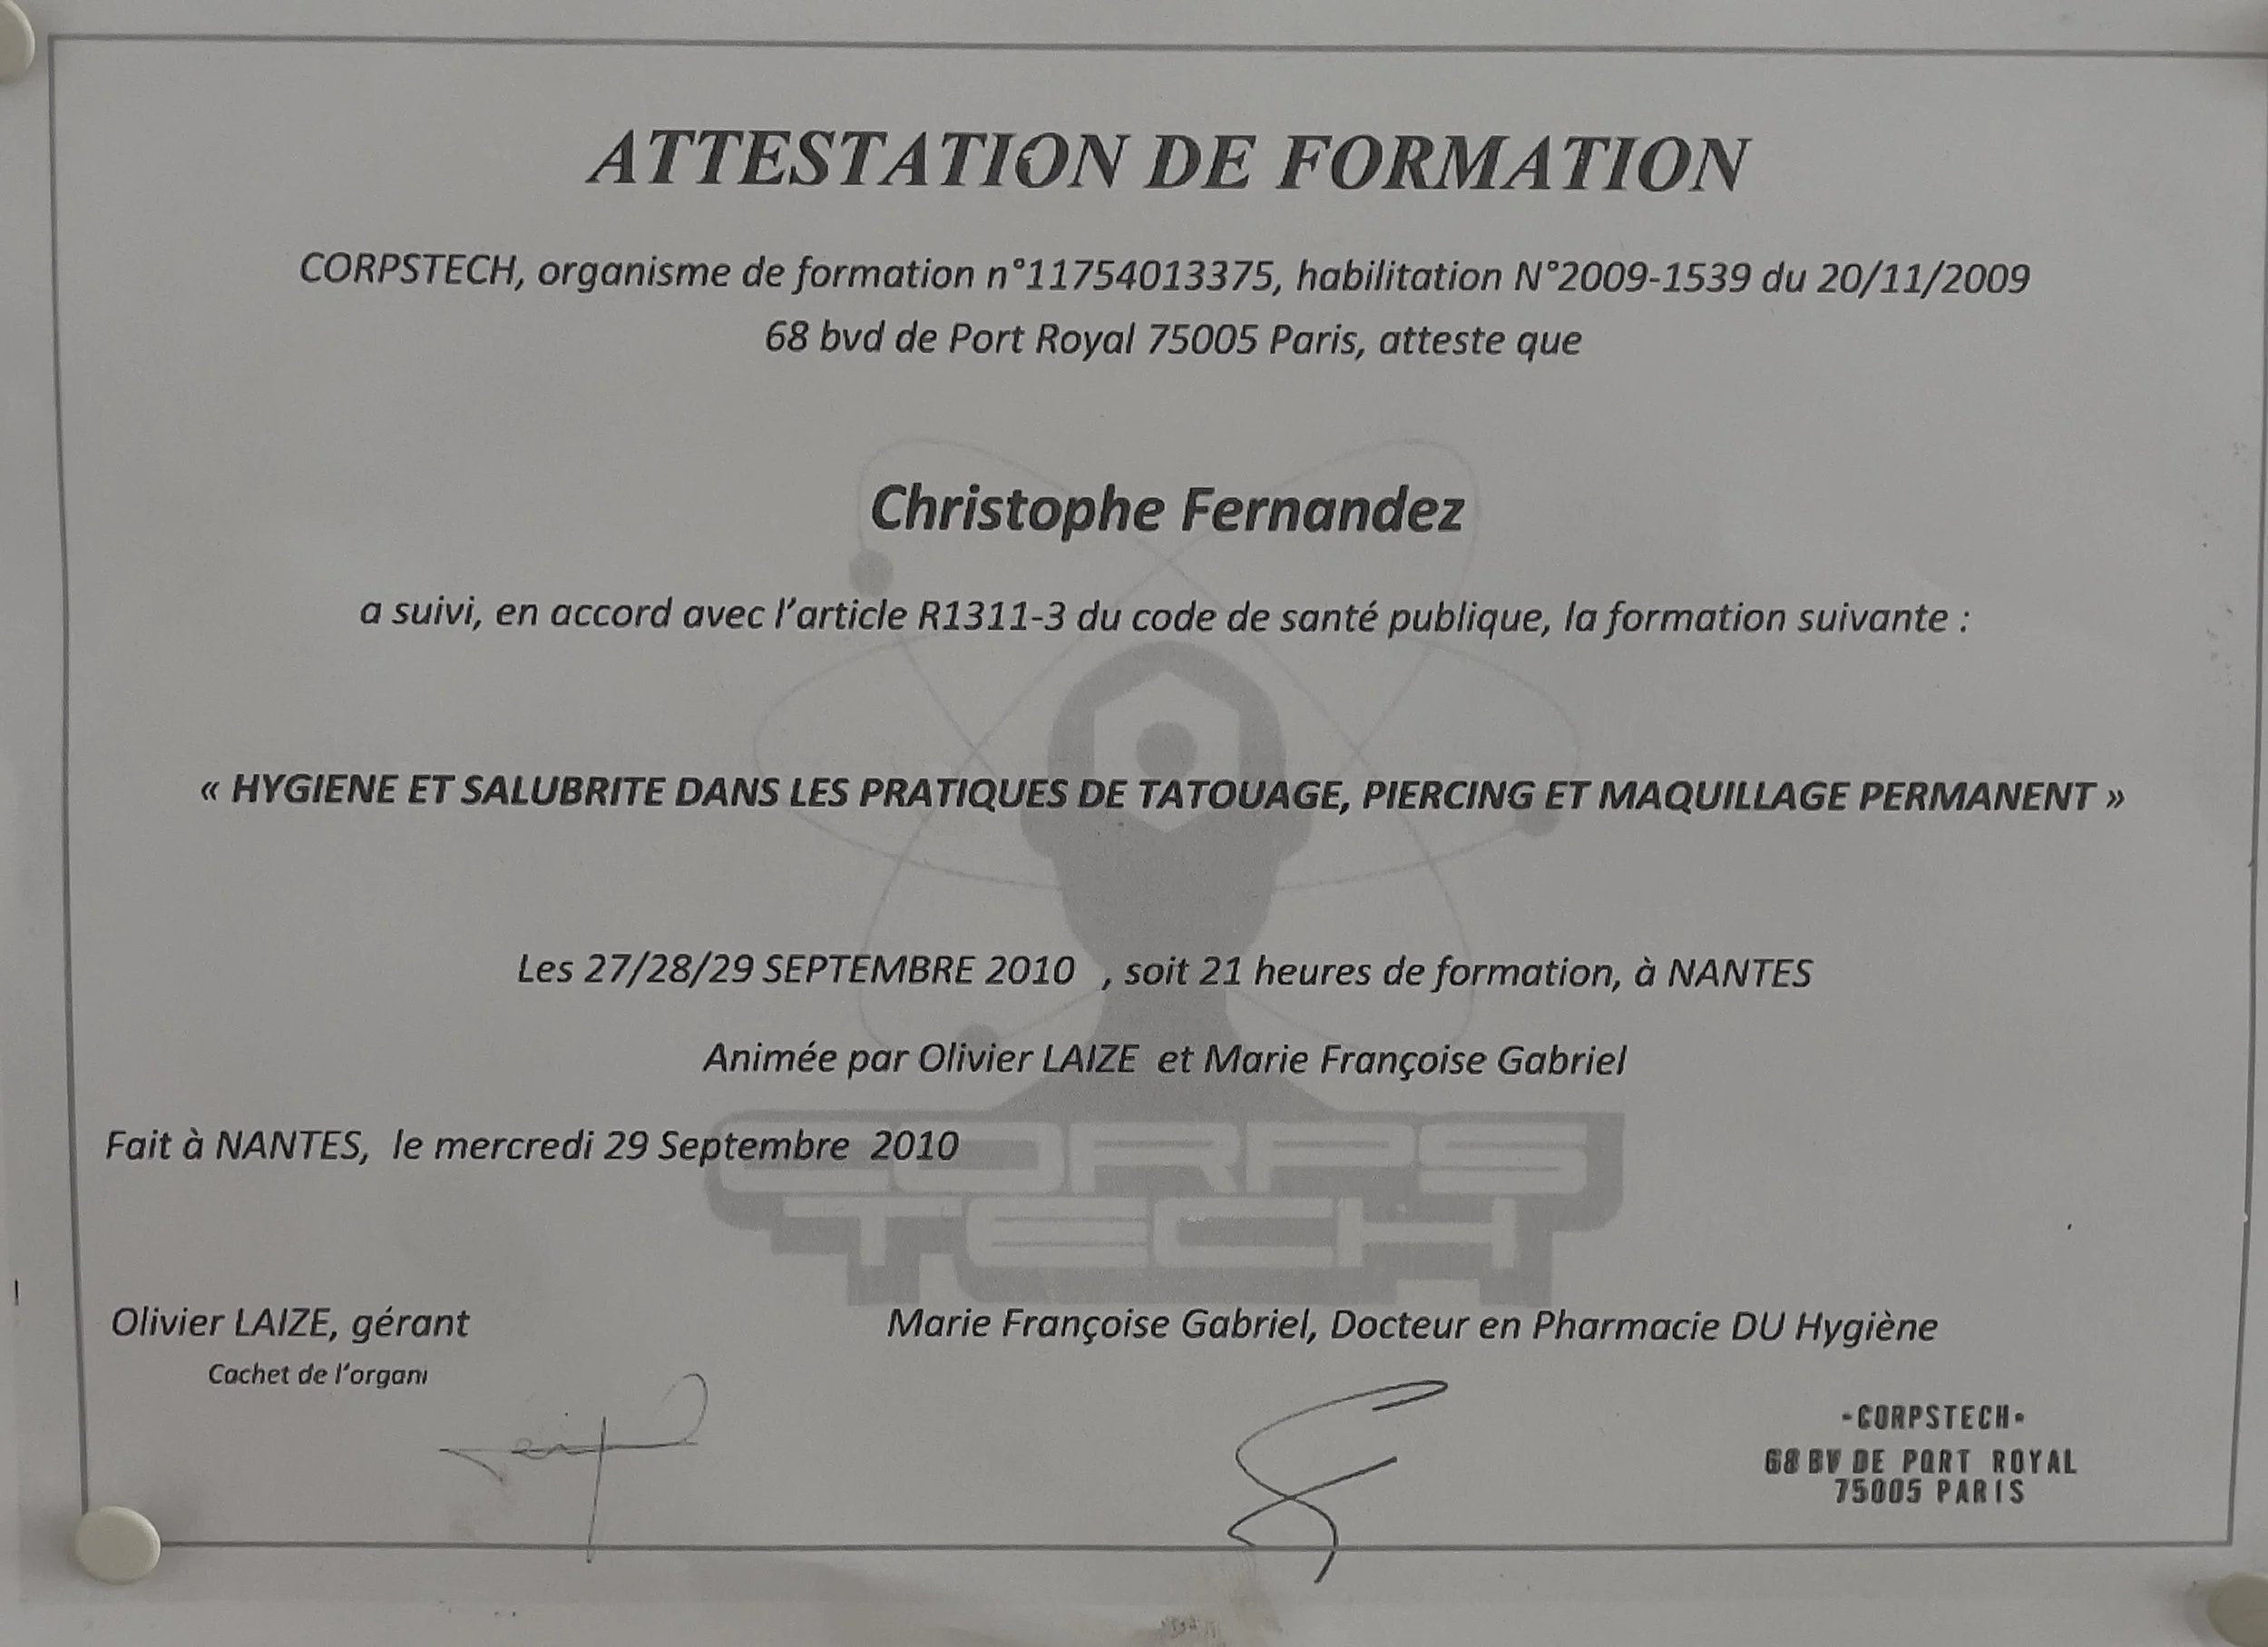 ATTESTATION DE FORMATION
CORPSTECH, organisme de formation n°11754013375, habilitation N°2009-1539 du 20/11/2009
68 bvd de Port Royal 75005 Paris, atteste que
Christophe Fernandez
a suivi, en accord avec l'article R1311-3 du code de santé publique, la formation suivante :
« HYGIENE ET SALUBRITE DANS LES PRATIQUES DE TATOUAGE, PIERCING ET MAQUILLAGE PERMANENT »
Les 27/28/29 SEPTEMBRE 2010 , soit 21 heures de formation, à NANTES
Animée par Olivier LAIZE et Marie Françoise Gabriel
Fait à NANTES, le mercredi 29 Septembre 2010
CORPS
TECH
Olivier LAIZE, gérant
Marie Françoise Gabriel, Docteur en Pharmacie DU Hygiène
Cachet de l'organi
-CORPSTECH-
68 BV DE PORT ROYAL
75005 PARIS